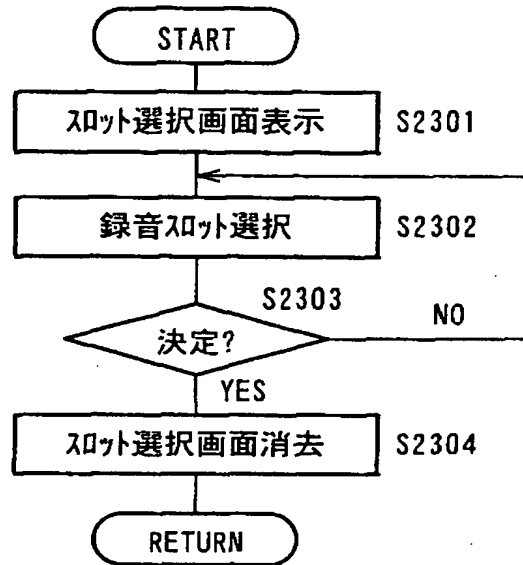 START
スロット選択画面表示 S2301
録音スロット選択 S2302
S2303
決定? NO
YES
スロット選択画面消去 S2304
RETURN